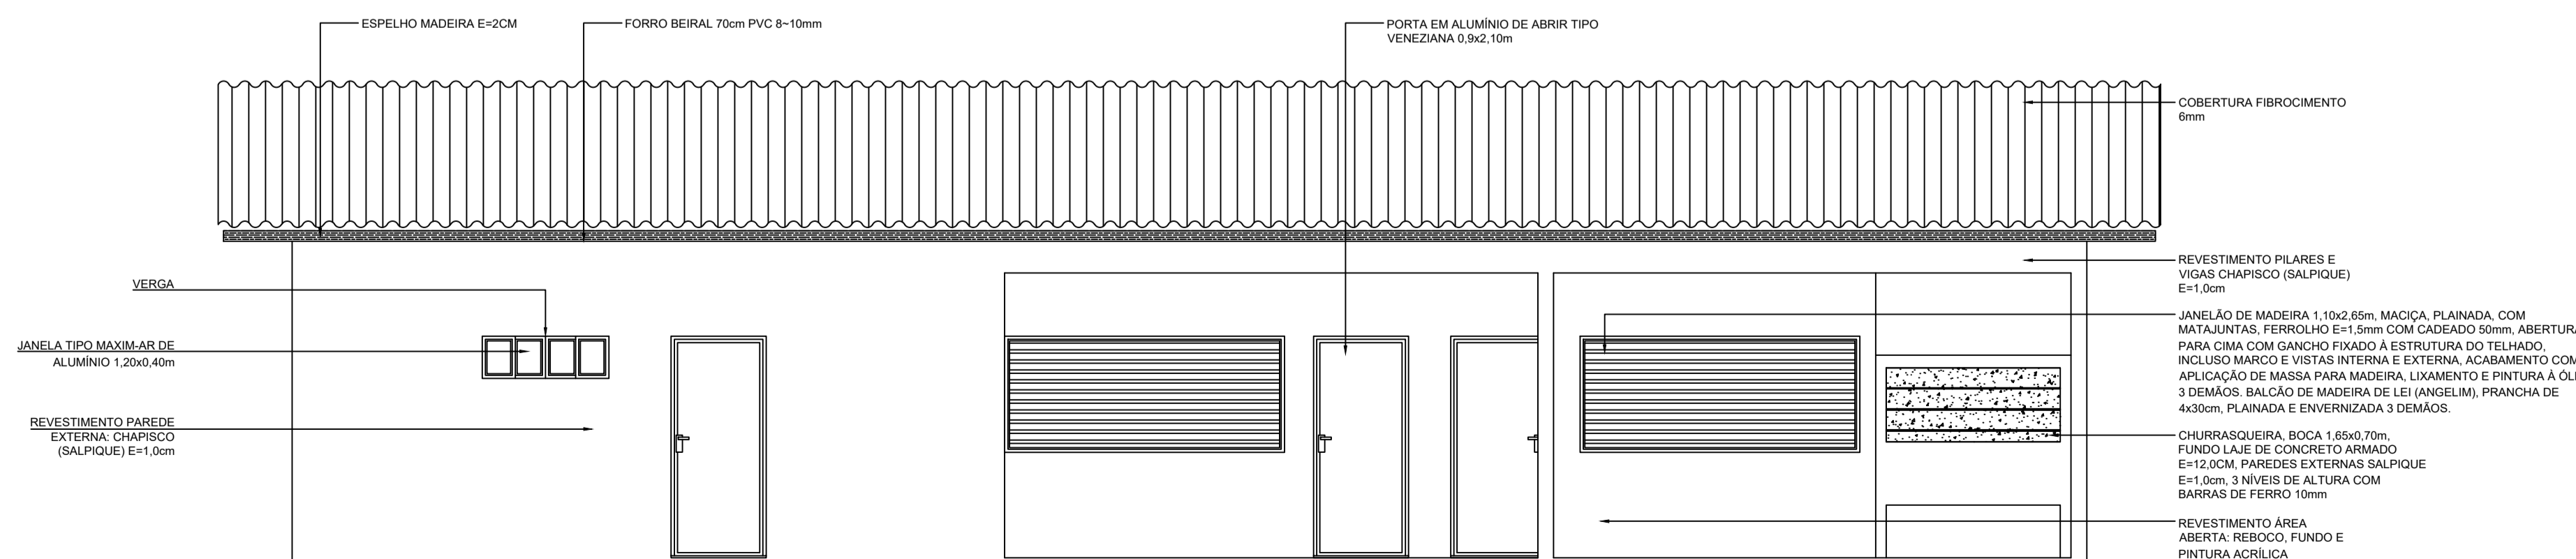 ESPELHO MADEIRA E=2CM
FORRO BEIRAL 70cm PVC 8~10mm
PORTA EM ALUMÍNIO DE ABRIR TIPO
VENEZIANA 0,9x2,10m
COBERTURA FIBROCIMENTO
6mm
VERGA
JANELA TIPO MAXIM-AR DE
ALUMÍNIO 1,20x0,40m
REVESTIMENTO PAREDE
EXTERNA: CHAPISCO
(SALPIQUE) E=1,0cm
REVESTIMENTO PILARES E
VIGAS CHAPISCO (SALPIQUE)
E=1,0cm
JANELÃO DE MADEIRA 1,10x2,65m, MACIÇA, PLAINADA, COM
MATAJUNTAS, FERROLHO E=1,5mm COM CADEADO 50mm, ABERTURA
PARA CIMA COM GANCHO FIXADO À ESTRUTURA DO TELHADO,
INCLUSO MARCO E VISTAS INTERNA E EXTERNA, ACABAMENTO COM
APLICAÇÃO DE MASSA PARA MADEIRA, LIXAMENTO E PINTURA À
3 DEMÃOS. BALCÃO DE MADEIRA DE LEI (ANGELIM), PRANCHA DE
4x30cm, PLAINADA E ENVERNIZADA 3 DEMÃOS.
CHURRASQUEIRA, BOCA 1,65x0,70m,
FUNDO LAJE DE CONCRETO ARMADO
E=12,0CM, PAREDES EXTERNAS SALPIQUE
E=1,0cm, 3 NÍVEIS DE ALTURA COM
BARRAS DE FERRO 10mm
REVESTIMENTO ÁREA
ABERTA: REBOCO, FUNDO E
PINTURA ACRÍLICA